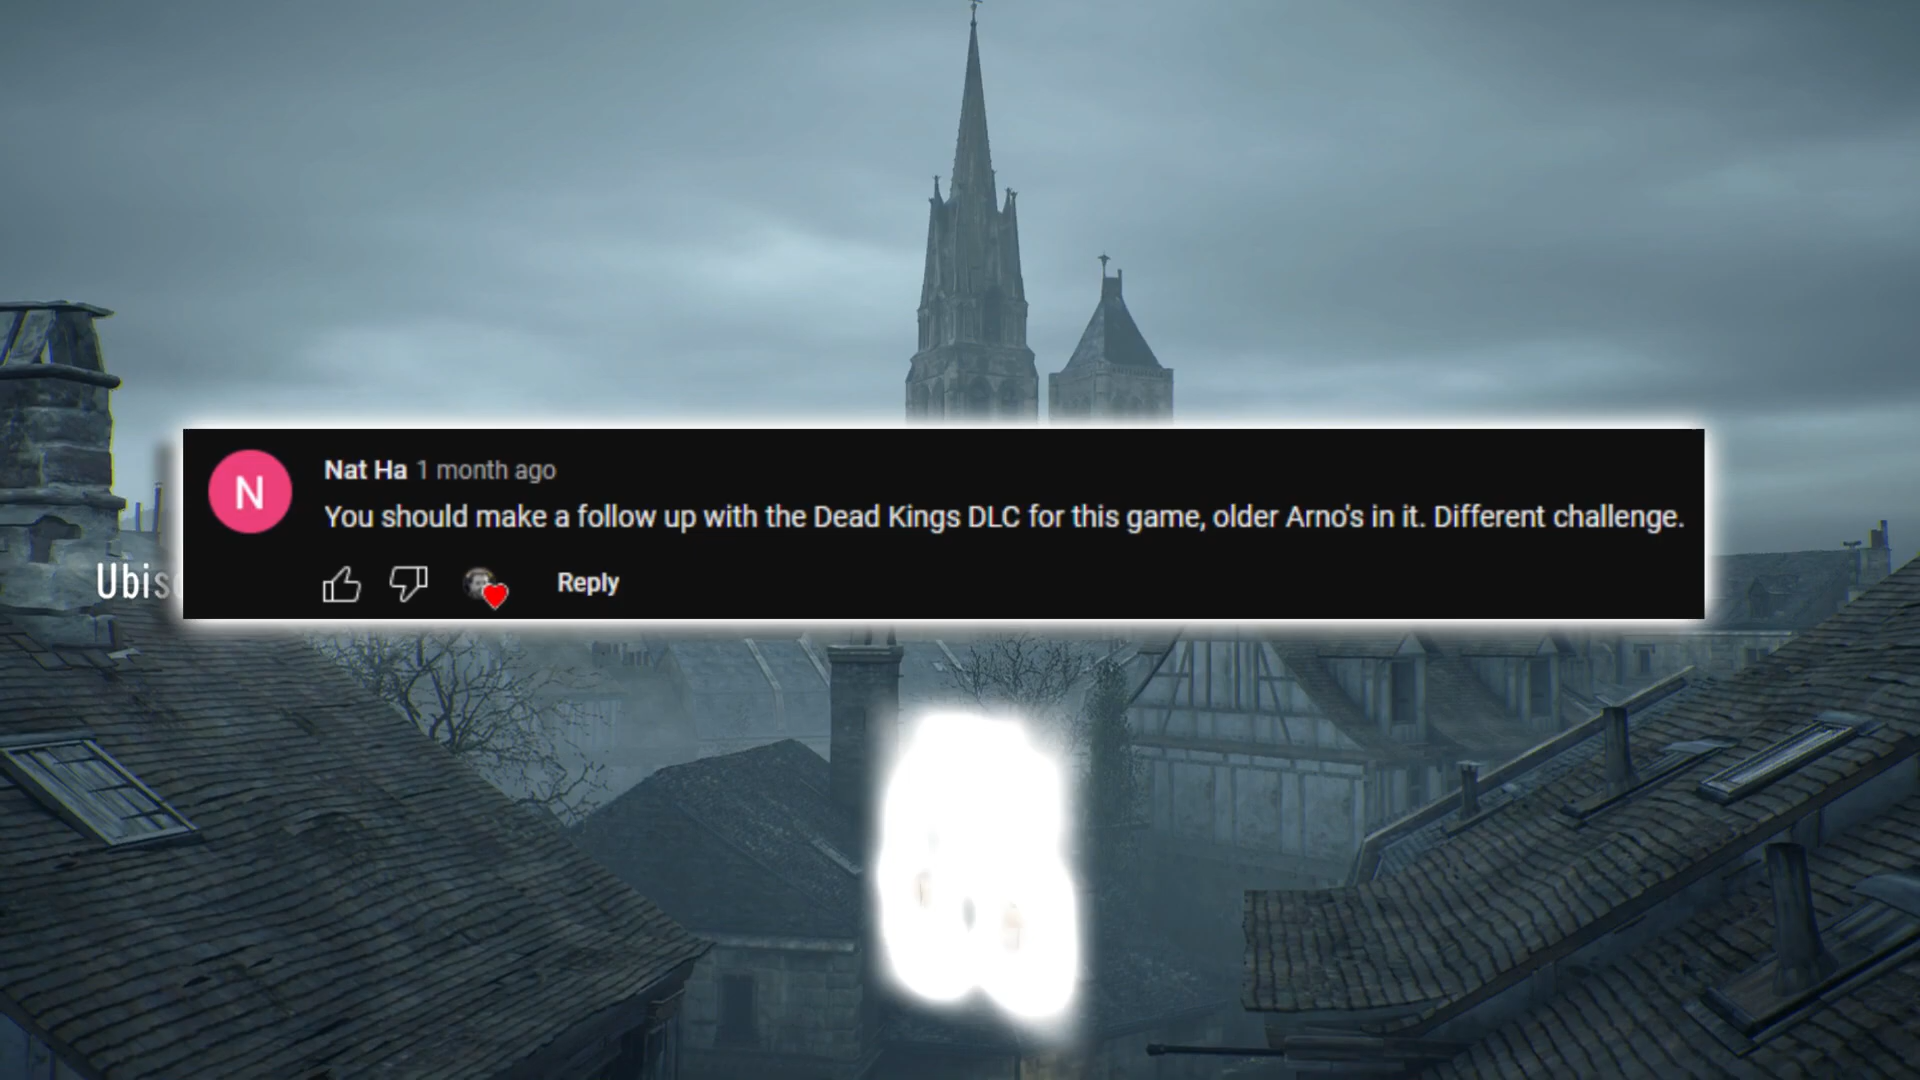 Nat Ha 1 month ago
You should make a follow up with the Dead Kings DLC for this game, older Arno's in it. Different challenge.
N
Reply